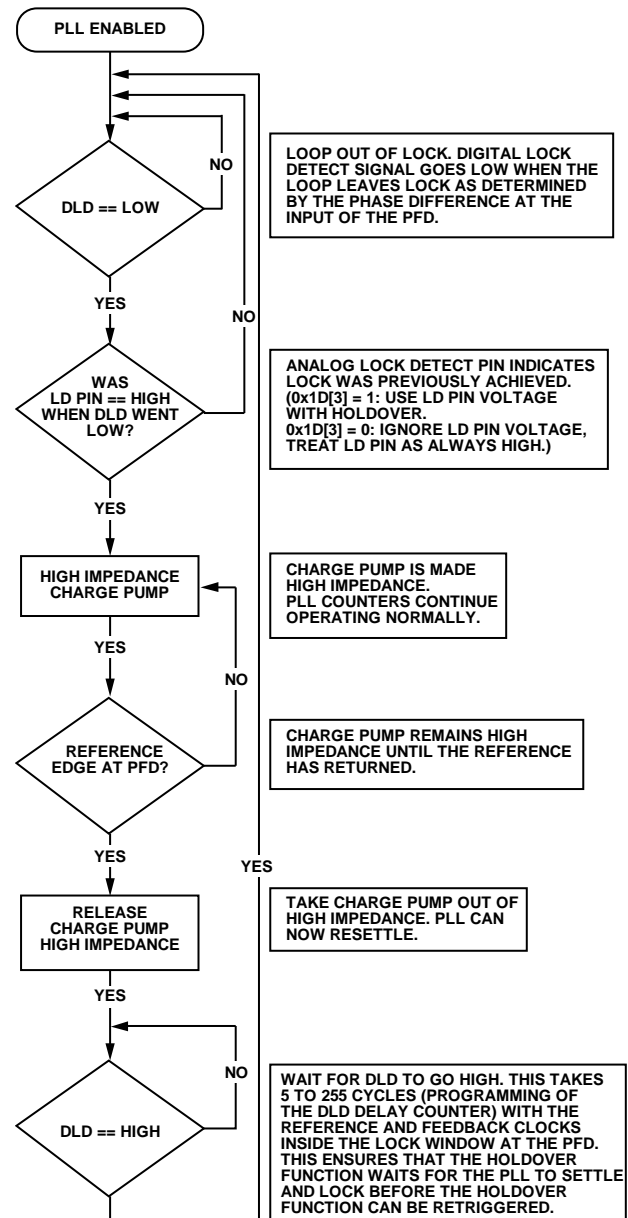 PLL ENABLED
NO
DLD == LOW
LOOP OUT OF LOCK. DIGITAL LOCK
DETECT SIGNAL GOES LOW WHEN THE
LOOP LEAVES LOCK AS DETERMINED
BY THE PHASE DIFFERENCE AT THE
INPUT OF THE PFD.
YES
NO
WAS
LD PIN == HIGH
WHEN DLD WENT
LOW?
ANALOG LOCK DETECT PIN INDICATES
LOCK WAS PREVIOUSLY ACHIEVED.
(0x1D[3] = 1: USE LD PIN VOLTAGE
WITH HOLDOVER.
0x1D[3] = 0: IGNORE LD PIN VOLTAGE,
TREAT LD PIN AS ALWAYS HIGH.)
YES
HIGH IMPEDANCE
CHARGE PUMP
CHARGE PUMP IS MADE
HIGH IMPEDANCE.
PLL COUNTERS CONTINUE
OPERATING NORMALLY.
YES
NO
REFERENCE
EDGE AT PFD?
CHARGE PUMP REMAINS HIGH
IMPEDANCE UNTIL THE REFERENCE
HAS RETURNED.
YES
YES
RELEASE
CHARGE PUMP
HIGH IMPEDANCE
TAKE CHARGE PUMP OUT OF
HIGH IMPEDANCE. PLL CAN
NOW RESETTLE.
YES
NO
DLD == HIGH
WAIT FOR DLD TO GO HIGH. THIS TAKES
5 TO 255 CYCLES (PROGRAMMING OF
THE DLD DELAY COUNTER) WITH THE
REFERENCE AND FEEDBACK CLOCKS
INSIDE THE LOCK WINDOW AT THE PFD.
THIS ENSURES THAT THE HOLDOVER
FUNCTION WAITS FOR THE PLL TO SETTLE
AND LOCK BEFORE THE HOLDOVER
FUNCTION CAN BE RETRIGGERED.